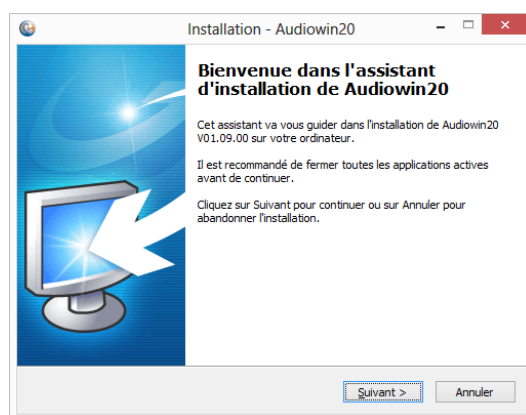 Installation - Audiowin20
Bienvenue dans l'assistant
d'installation de Audiowin20
Cet assistant va vous guider dans l'installation de Audiowin20
V01.09.00 sur votre ordinateur.
Il est recommandé de fermer toutes les applications actives
avant de continuer.
Cliquez sur Suivant pour continuer ou sur Annuler pour
abandonner l'installation.
Suivant >
Annuler